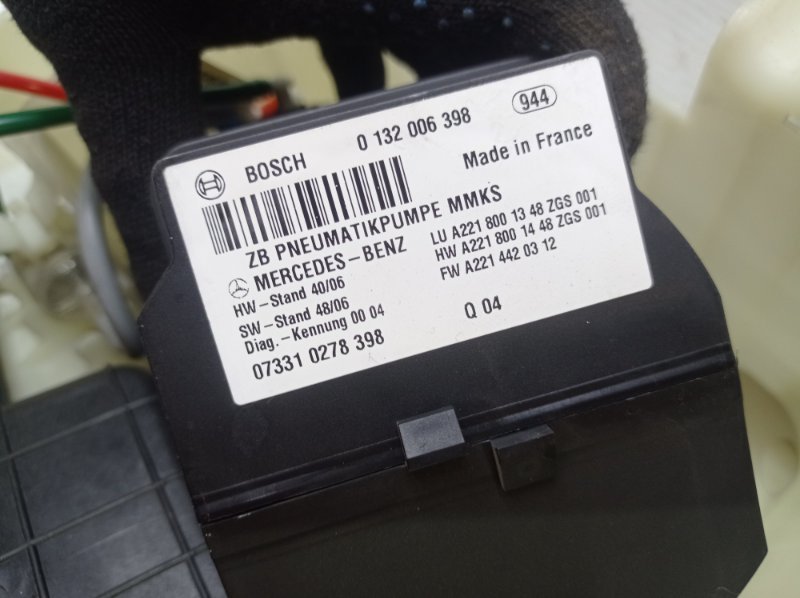 BOSCH 0 132 006 398 944
Made in France
ZB PNEUMATIKPUMPE MMKS
MERCEDES-BENZ
LU A221 800 13 48 ZGS 001
HW A221 800 14 48 ZGS 001
FW A221 442 03 12
HW-Stand 40/06
SW-Stand 48/06
Diag.-Kennung 00 04
07331 0278 398
Q 04